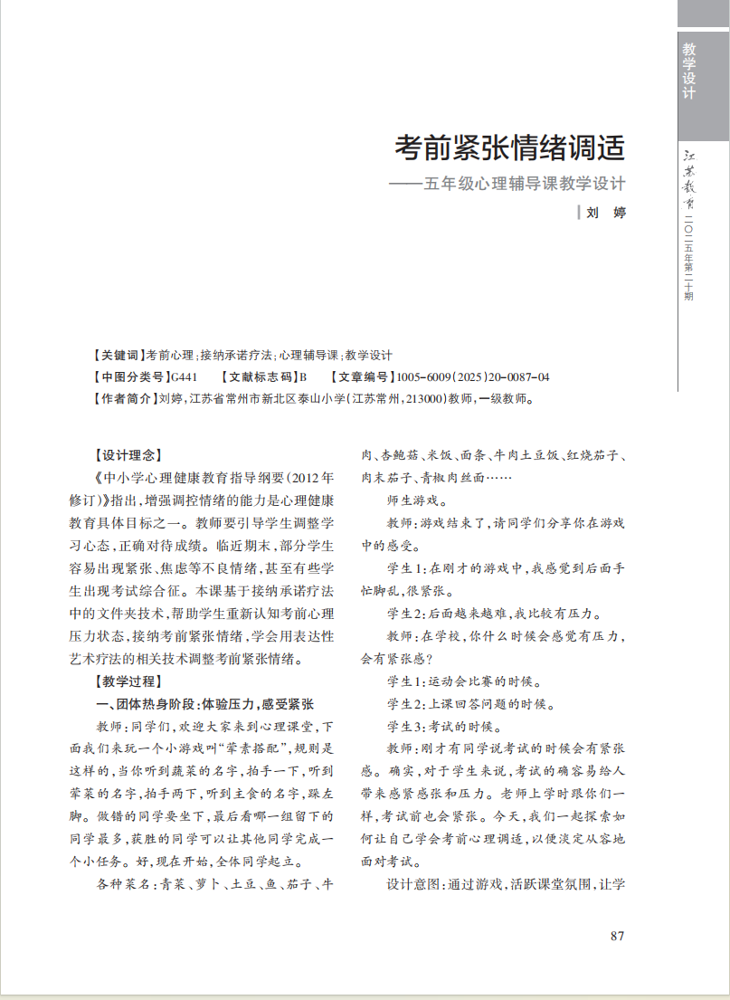 教学设计
江苏教育
二〇二五年第二十期
考前紧张情绪调适
——五年级心理辅导课教学设计
刘　婷
【关键词】考前心理;接纳承诺疗法;心理辅导课;教学设计
【中图分类号】G441　【文献标志码】B　【文章编号】1005-6009(2025)20-0087-04
【作者简介】刘婷,江苏省常州市新北区泰山小学(江苏常州,213000)教师,一级教师。
【设计理念】
《中小学心理健康教育指导纲要(2012年
修订)》指出,增强调控情绪的能力是心理健康
教育具体目标之一。教师要引导学生调整学
习心态,正确对待成绩。临近期末,部分学生
容易出现紧张、焦虑等不良情绪,甚至有些学
生出现考试综合征。本课基于接纳承诺疗法
中的文件夹技术,帮助学生重新认知考前心理
压力状态,接纳考前紧张情绪,学会用表达性
艺术疗法的相关技术调整考前紧张情绪。
【教学过程】
一、团体热身阶段:体验压力,感受紧张
教师:同学们,欢迎大家来到心理课堂,下
面我们来玩一个小游戏叫“荤素搭配”,规则是
这样的,当你听到蔬菜的名字,拍手一下,听到
荤菜的名字,拍手两下,听到主食的名字,跺左
脚。做错的同学要坐下,最后看哪一组留下的
同学最多,获胜的同学可以让其他同学完成一
个小任务。好,现在开始,全体同学起立。
各种菜名:青菜、萝卜、土豆、鱼、茄子、牛
肉、杏鲍菇、米饭、面条、牛肉土豆饭、红烧茄子、
肉末茄子、青椒肉丝面……
师生游戏。
教师:游戏结束了,请同学们分享你在游戏
中的感受。
学生1:在刚才的游戏中,我感觉到后面手
忙脚乱,很紧张。
学生2:后面越来越难,我比较有压力。
教师:在学校,你什么时候会感觉有压力,
会有紧张感?
学生1:运动会比赛的时候。
学生2:上课回答问题的时候。
学生3:考试的时候。
教师:刚才有同学说考试的时候会有紧张
感。确实,对于学生来说,考试的确容易给人
带来感紧感张和压力。老师上学时跟你们一
样,考试前也会紧张。今天,我们一起探索如
何让自己学会考前心理调适,以便淡定从容地
面对考试。
设计意图:通过游戏,活跃课堂氛围,让学
87